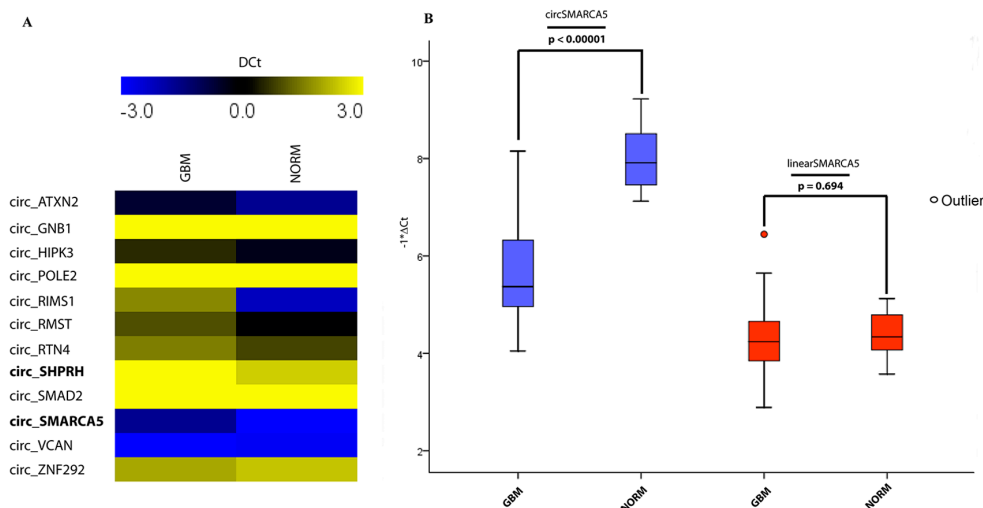 A
DCt
-3.0 0.0 3.0
GBM NORM
circ_ATXN2
circ_GNB1
circ_HIPK3
circ_POLE2
circ_RIMS1
circ_RMST
circ_RTN4
circ_SHPRH
circ_SMAD2
circ_SMARCA5
circ_VCAN
circ_ZNF292
B
circSMARCA5
p < 0.00001
linearSMARCA5
p = 0.694
Outlier
-1*ΔCt
10
8
6
4
2
GBM NORM GBM NORM